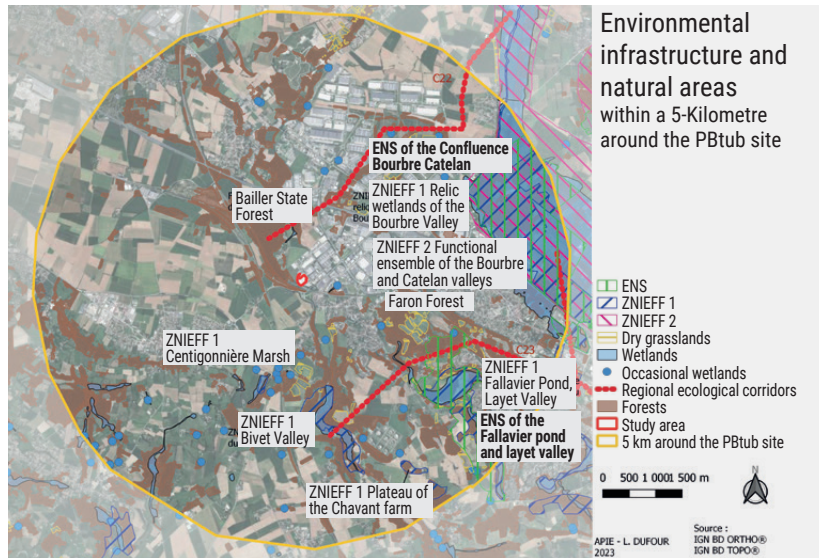 Environmental
infrastructure and
natural areas
within a 5-Kilometre
around the PBtub site
C22
ENS of the Confluence
Bourbre Catelan
Bailler State
Forest
ZNIEFF 1 Relic
wetlands of the
Bourbre Valley
ZNIEFF 2 Functional
ensemble of the Bourbre
and Catelan valleys
Faron Forest
ZNIEFF 1
Centigonnière Marsh
C23
ZNIEFF 1
Fallavier Pond,
Layet Valley
ZNIEFF 1
Bivet Valley
ENS of the
Fallavier pond
and layet valley
ZNIEFF 1 Plateau of
the Chavant farm
ENS
ZNIEFF 1
ZNIEFF 2
Dry grasslands
Wetlands
Occasional wetlands
Regional ecological corridors
Forests
Study area
5 km around the PBtub site
0 500 1 000 1 500 m
N
APIE - L. DUFOUR
2023
Source :
IGN BD ORTHO®
IGN BD TOPO®